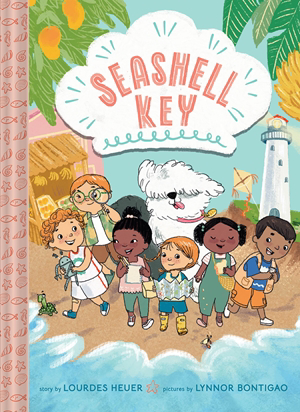 SEASHELL
KEY
story by LOURDES HEUER pictures by LYNNOR BONTIGAO